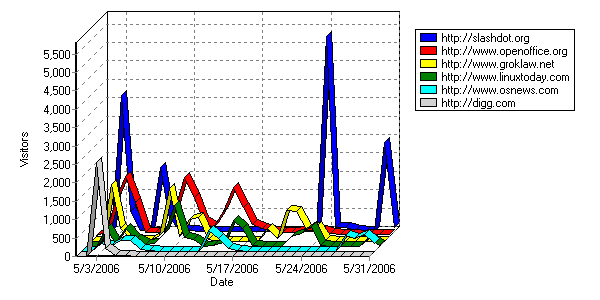 5,500
5,000
4,500
4,000
3,500
3,000
2,500
2,000
1,500
1,000
500
0
Visitors
5/3/2006 5/10/2006 5/17/2006 5/24/2006 5/31/2006
Date
http://slashdot.org
http://www.openoffice.org
http://www.groklaw.net
http://www.linuxtoday.com
http://www.osnews.com
http://digg.com